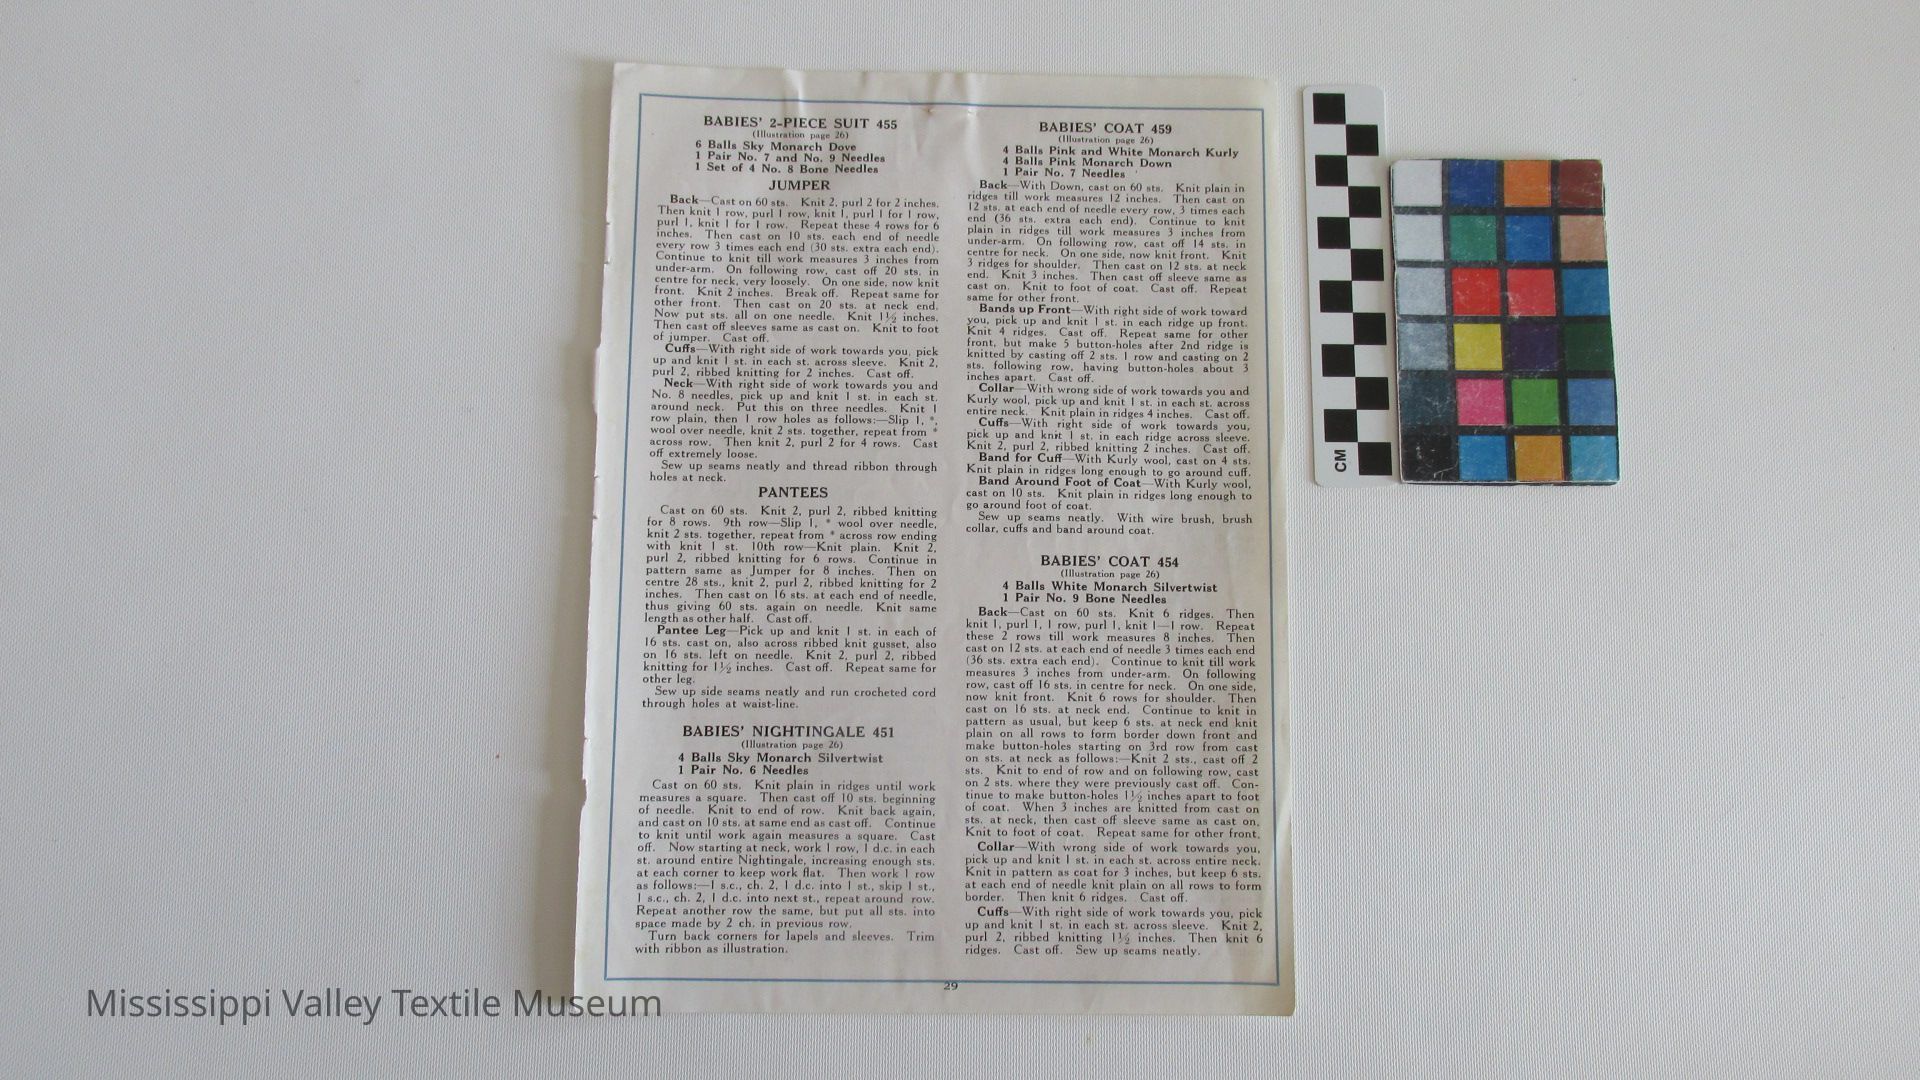 BABIES' 2-PIECE SUIT 455
(Illustration page 26)
6 Balls Sky Monarch Dove
1 Pair No. 7 and No. 9 Needles
1 Set of 4 No. 8 Bone Needles
JUMPER
Back—Cast on 60 sts. Knit 2, purl 2 for 2 inches.
Then knit 1 row, purl 1 row, knit 1, purl 1 for 1 row,
purl 1, knit 1 for 1 row. Repeat these 4 rows for 6
inches. Then cast on 10 sts. each end of needle
every row 3 times each end (30 sts. extra each end).
Continue to knit till work measures 3 inches from
under-arm. On following row, cast off 20 sts. in
centre for neck, very loosely. On one side, now knit
front. Knit 2 inches. Break off. Repeat same for
other front. Then cast on 20 sts. at neck end.
Now put sts. all on one needle. Knit 1½ inches.
Then cast off sleeves same as cast on. Knit to foot
of jumper. Cast off.
Cuffs—With right side of work towards you, pick
up and knit 1 st. in each st. across sleeve. Knit 2,
purl 2, ribbed knitting for 2 inches. Cast off.
Neck—With right side of work towards you and
No. 8 needles, pick up and knit 1 st. in each st.
around neck. Put this on three needles. Knit 1
row plain, then 1 row holes as follows:—Slip 1, *,
wool over needle, knit 2 sts. together, repeat from *
across row. Then knit 2, purl 2 for 4 rows. Cast
off extremely loose.
Sew up seams neatly and thread ribbon through
holes at neck.
PANTEES
Cast on 60 sts. Knit 2, purl 2, ribbed knitting
for 8 rows. 9th row—Slip 1, * wool over needle,
knit 2 sts. together, repeat from * across row ending
with knit 1 st. 10th row—Knit plain. Knit 2,
purl 2, ribbed knitting for 6 rows. Continue in
pattern same as Jumper for 8 inches. Then on
centre 28 sts., knit 2, purl 2, ribbed knitting for 2
inches. Then cast on 16 sts. at each end of needle,
thus giving 60 sts. again on needle. Knit same
length as other half. Cast off.
Pantee Leg—Pick up and knit 1 st. in each of
16 sts. cast on, also across ribbed knit gusset, also
on 16 sts. left on needle. Knit 2, purl 2, ribbed
knitting for 1½ inches. Cast off. Repeat same for
other leg.
Sew up side seams neatly and run crocheted cord
through holes at waist-line.
BABIES' NIGHTINGALE 451
(Illustration page 26)
4 Balls Sky Monarch Silvertwist
1 Pair No. 6 Needles
Cast on 60 sts. Knit plain in ridges until work
measures a square. Then cast off 10 sts. beginning
of needle. Knit to end of row. Knit back again,
and cast on 10 sts. at same end as cast off. Continue
to knit until work again measures a square. Cast
off. Now starting at neck, work 1 row, 1 d.c. in each
st. around entire Nightingale, increasing enough sts.
at each corner to keep work flat. Then work 1 row
as follows:—1 s.c., ch. 2, 1 d.c. into 1 st., skip 1 st.,
1 s.c., ch. 2, 1 d.c. into next st., repeat around row.
Repeat another row the same, but put all sts. into
space made by 2 ch. in previous row.
Turn back corners for lapels and sleeves. Trim
with ribbon as illustration.
BABIES' COAT 459
(Illustration page 26)
4 Balls Pink and White Monarch Kurly
4 Balls Pink Monarch Down
1 Pair No. 7 Needles
Back—With Down, cast on 60 sts. Knit plain in
ridges till work measures 12 inches. Then cast on
12 sts. at each end of needle every row, 3 times each
end (36 sts. extra each end). Continue to knit
plain in ridges till work measures 3 inches from
under-arm. On following row, cast off 14 sts. in
centre for neck. On one side, now knit front. Knit
3 ridges for shoulder. Then cast on 12 sts. at neck
end. Knit 3 inches. Then cast off sleeve same as
cast on. Knit to foot of coat. Cast off. Repeat
same for other front.
Bands up Front—With right side of work toward
you, pick up and knit 1 st. in each ridge up front.
Knit 4 ridges. Cast off. Repeat same for other
front, but make 5 button-holes after 2nd ridge is
knitted by casting off 2 sts. 1 row and casting on 2
sts. following row, having button-holes about 3
inches apart. Cast off.
Collar—With wrong side of work towards you and
Kurly wool, pick up and knit 1 st. in each st. across
entire neck. Knit plain in ridges 4 inches. Cast off.
Cuffs—With right side of work towards you,
pick up and knit 1 st. in each ridge across sleeve.
Knit 2, purl 2, ribbed knitting 2 inches. Cast off.
Band for Cuff—With Kurly wool, cast on 4 sts.
Knit plain in ridges long enough to go around cuff.
Band Around Foot of Coat—With Kurly wool,
cast on 10 sts. Knit plain in ridges long enough to
go around foot of coat.
Sew up seams neatly. With wire brush, brush
collar, cuffs and band around coat.
BABIES' COAT 454
(Illustration page 26)
4 Balls White Monarch Silvertwist
1 Pair No. 9 Bone Needles
Back—Cast on 60 sts. Knit 6 ridges. Then
knit 1, purl 1, 1 row, purl 1, knit 1—1 row. Repeat
these 2 rows till work measures 8 inches. Then
cast on 12 sts. at each end of needle 3 times each end
(36 sts. extra each end). Continue to knit till work
measures 3 inches from under-arm. On following
row, cast off 16 sts. in centre for neck. On one side,
now knit front. Knit 6 rows for shoulder. Then
cast on 16 sts. at neck end. Continue to knit in
pattern as usual, but keep 6 sts. at neck end knit
plain on all rows to form border down front and
make button-holes starting on 3rd row from cast
on sts. at neck as follows:—Knit 2 sts., cast off 2
sts. Knit to end of row and on following row, cast
on 2 sts. where they were previously cast off. Con-
tinue to make button-holes 1½ inches apart to foot
of coat. When 3 inches are knitted from cast on
sts. at neck, then cast off sleeve same as cast on.
Knit to foot of coat. Repeat same for other front.
Collar—With wrong side of work towards you,
pick up and knit 1 st. in each st. across entire neck.
Knit in pattern as coat for 3 inches, but keep 6 sts.
at each end of needle knit plain on all rows to form
border. Then knit 6 ridges. Cast off.
Cuffs—With right side of work towards you, pick
up and knit 1 st. in each st. across sleeve. Knit 2,
purl 2, ribbed knitting 1½ inches. Then knit 6
ridges. Cast off. Sew up seams neatly.
29
CM
Mississippi Valley Textile Museum